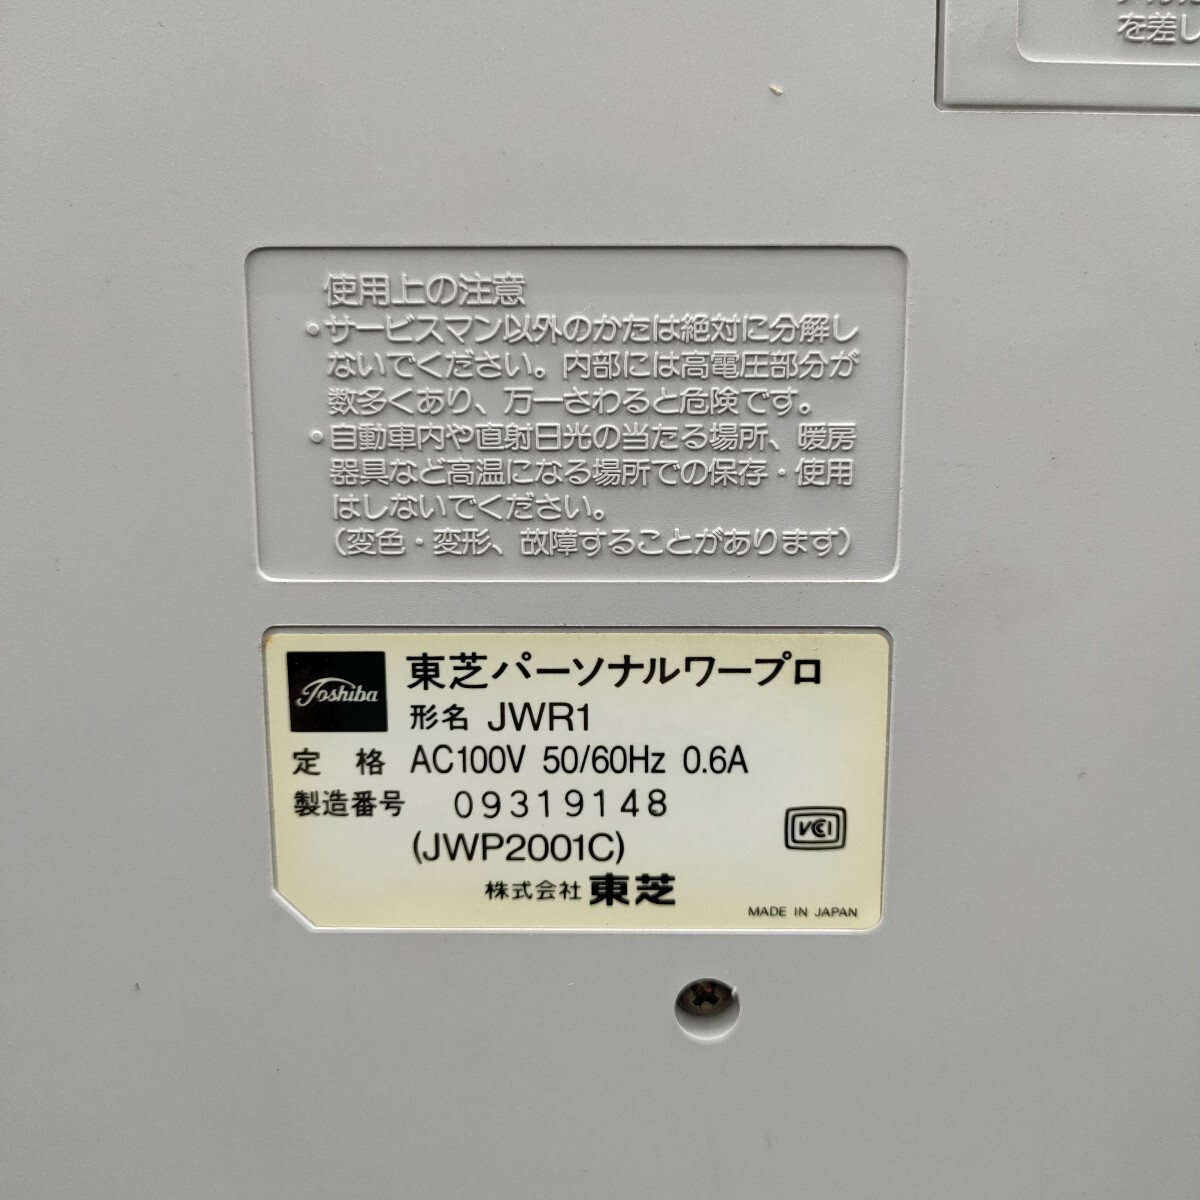 を差し
使用上の注意
・サービスマン以外のかたは絶対に分解し
ないでください。内部には高電圧部分が
数多くあり、万一さわると危険です。
・自動車内や直射日光の当たる場所、暖房
器具など高温になる場所での保存・使用
はしないでください。
(変色・変形、故障することがあります)
Toshiba 東芝パーソナルワープロ
形名 JWR1
定格 AC100V 50/60Hz 0.6A
製造番号 09319148
(JWP2001C)
VCCI
株式会社 東芝
MADE IN JAPAN